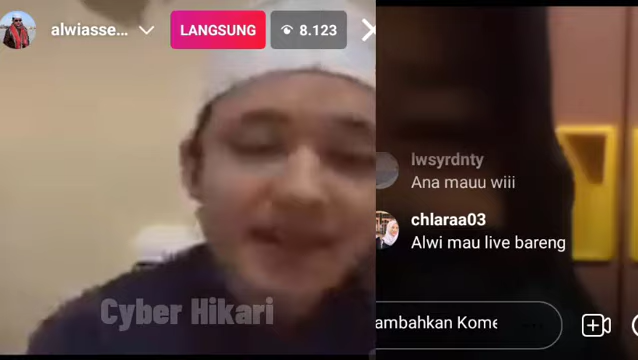 alwiasse...
LANGSUNG
8.123
lwsyrdnty
Ana mauu wiii
chlaraa03
Alwi mau live bareng
Cyber Hikari
ambahkan Kome